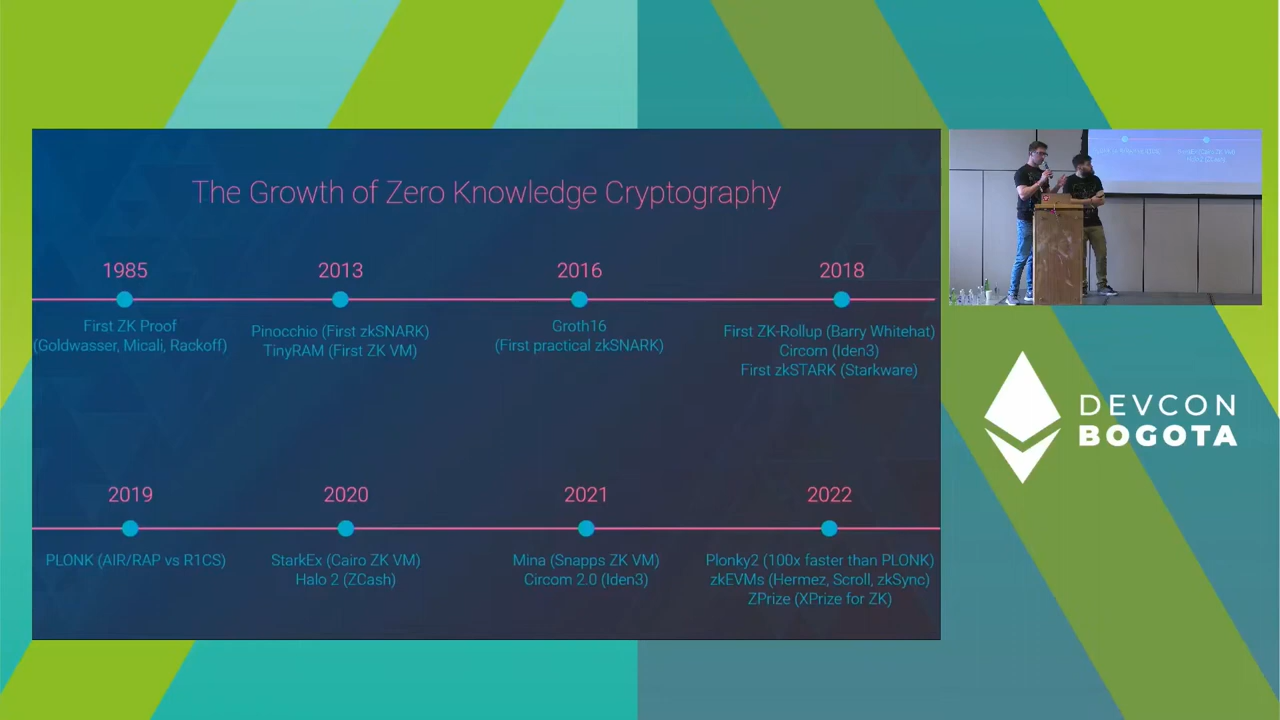 The Growth of Zero Knowledge Cryptography
1985
2013
2016
2018
First ZK Proof
(Goldwasser, Micali, Rackoff)
Pinocchio (First zkSNARK)
TinyRAM (First ZK VM)
Groth16
(First practical zkSNARK)
First ZK-Rollup (Barry Whitehat)
Circom (Iden3)
First zkSTARK (Starkware)
2019
2020
2021
2022
PLONK (AIR/RAP vs R1CS)
StarkEx (Cairo ZK VM)
Halo 2 (ZCash)
Mina (Snapps ZK VM)
Circom 2.0 (Iden3)
Plonky2 (100x faster than PLONK)
zkEVMs (Hermez, Scroll, zkSync)
ZPrize (XPrize for ZK)
DEVCON
BOGOTA